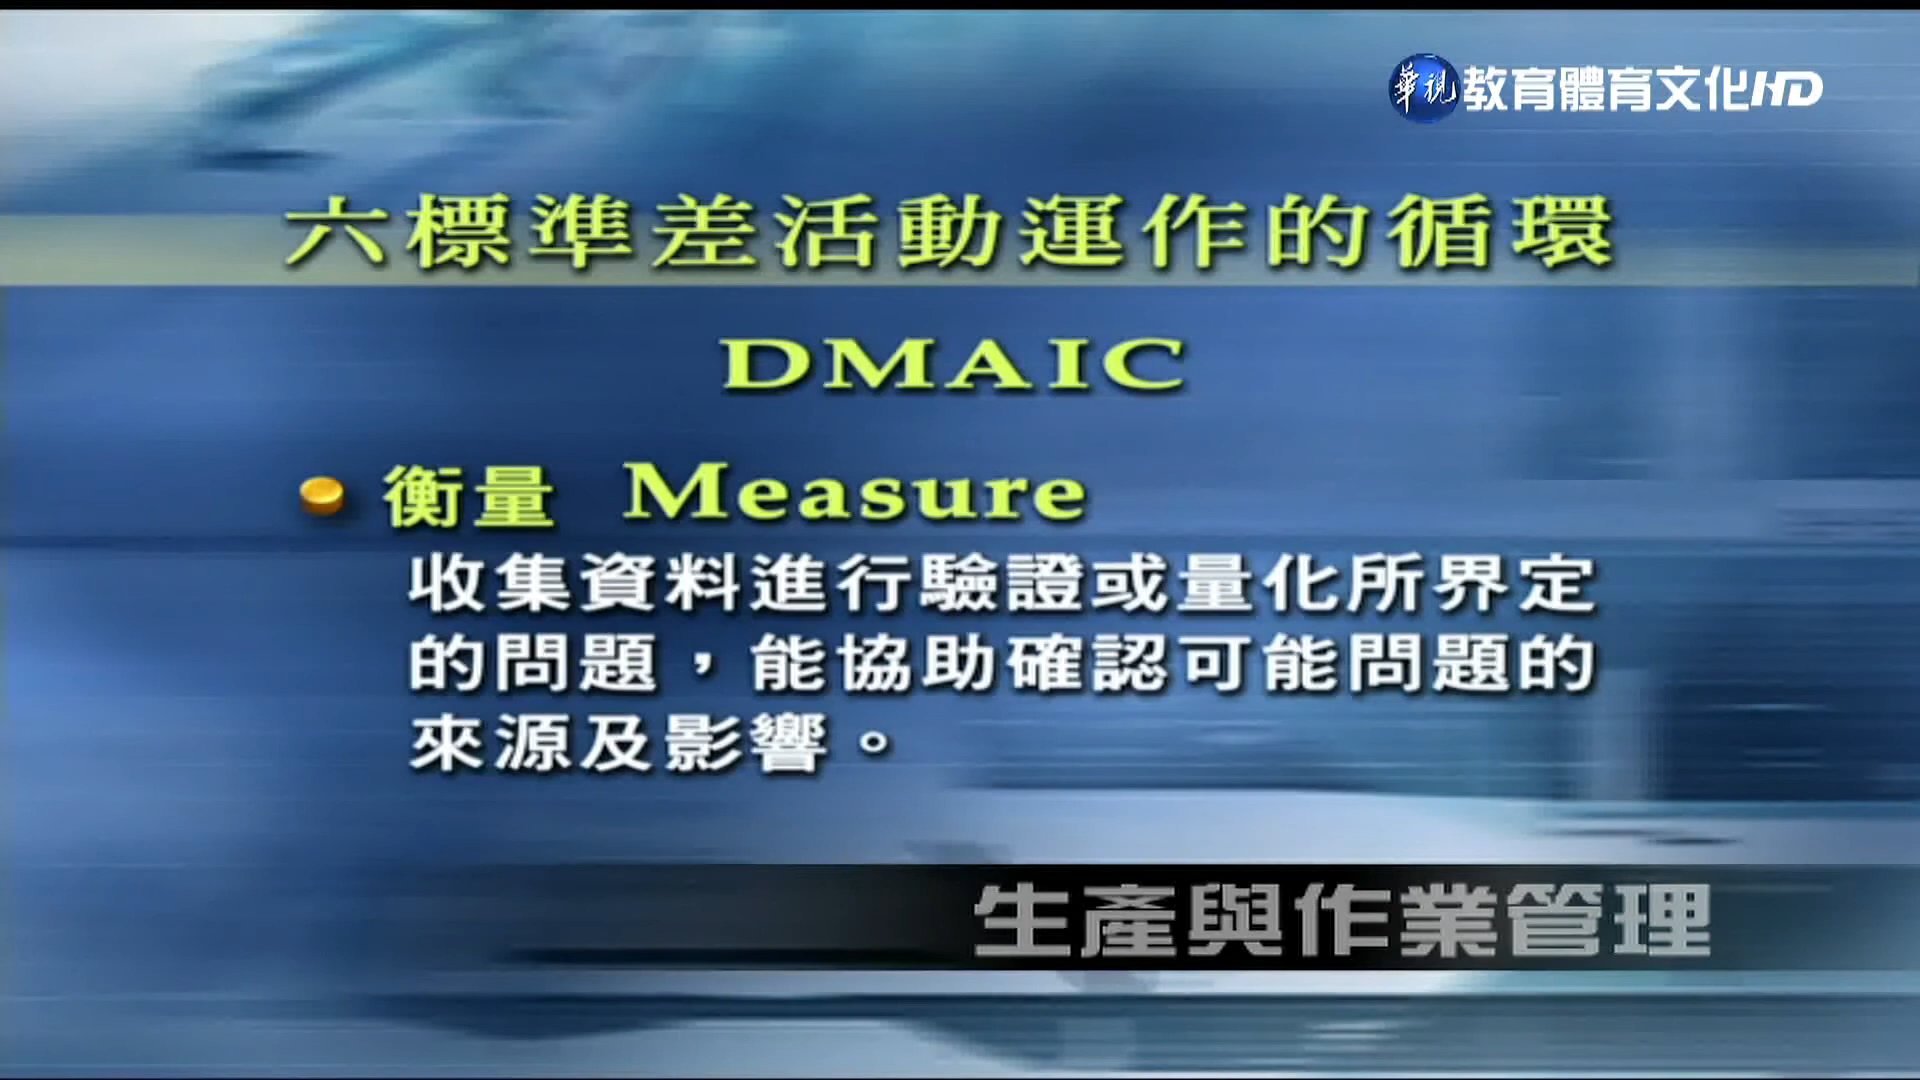 華視 教育體育文化HD
六標準差活動運作的循環
DMAIC
衡量 Measure
收集資料進行驗證或量化所界定
的問題，能協助確認可能問題的
來源及影響。
生產與作業管理